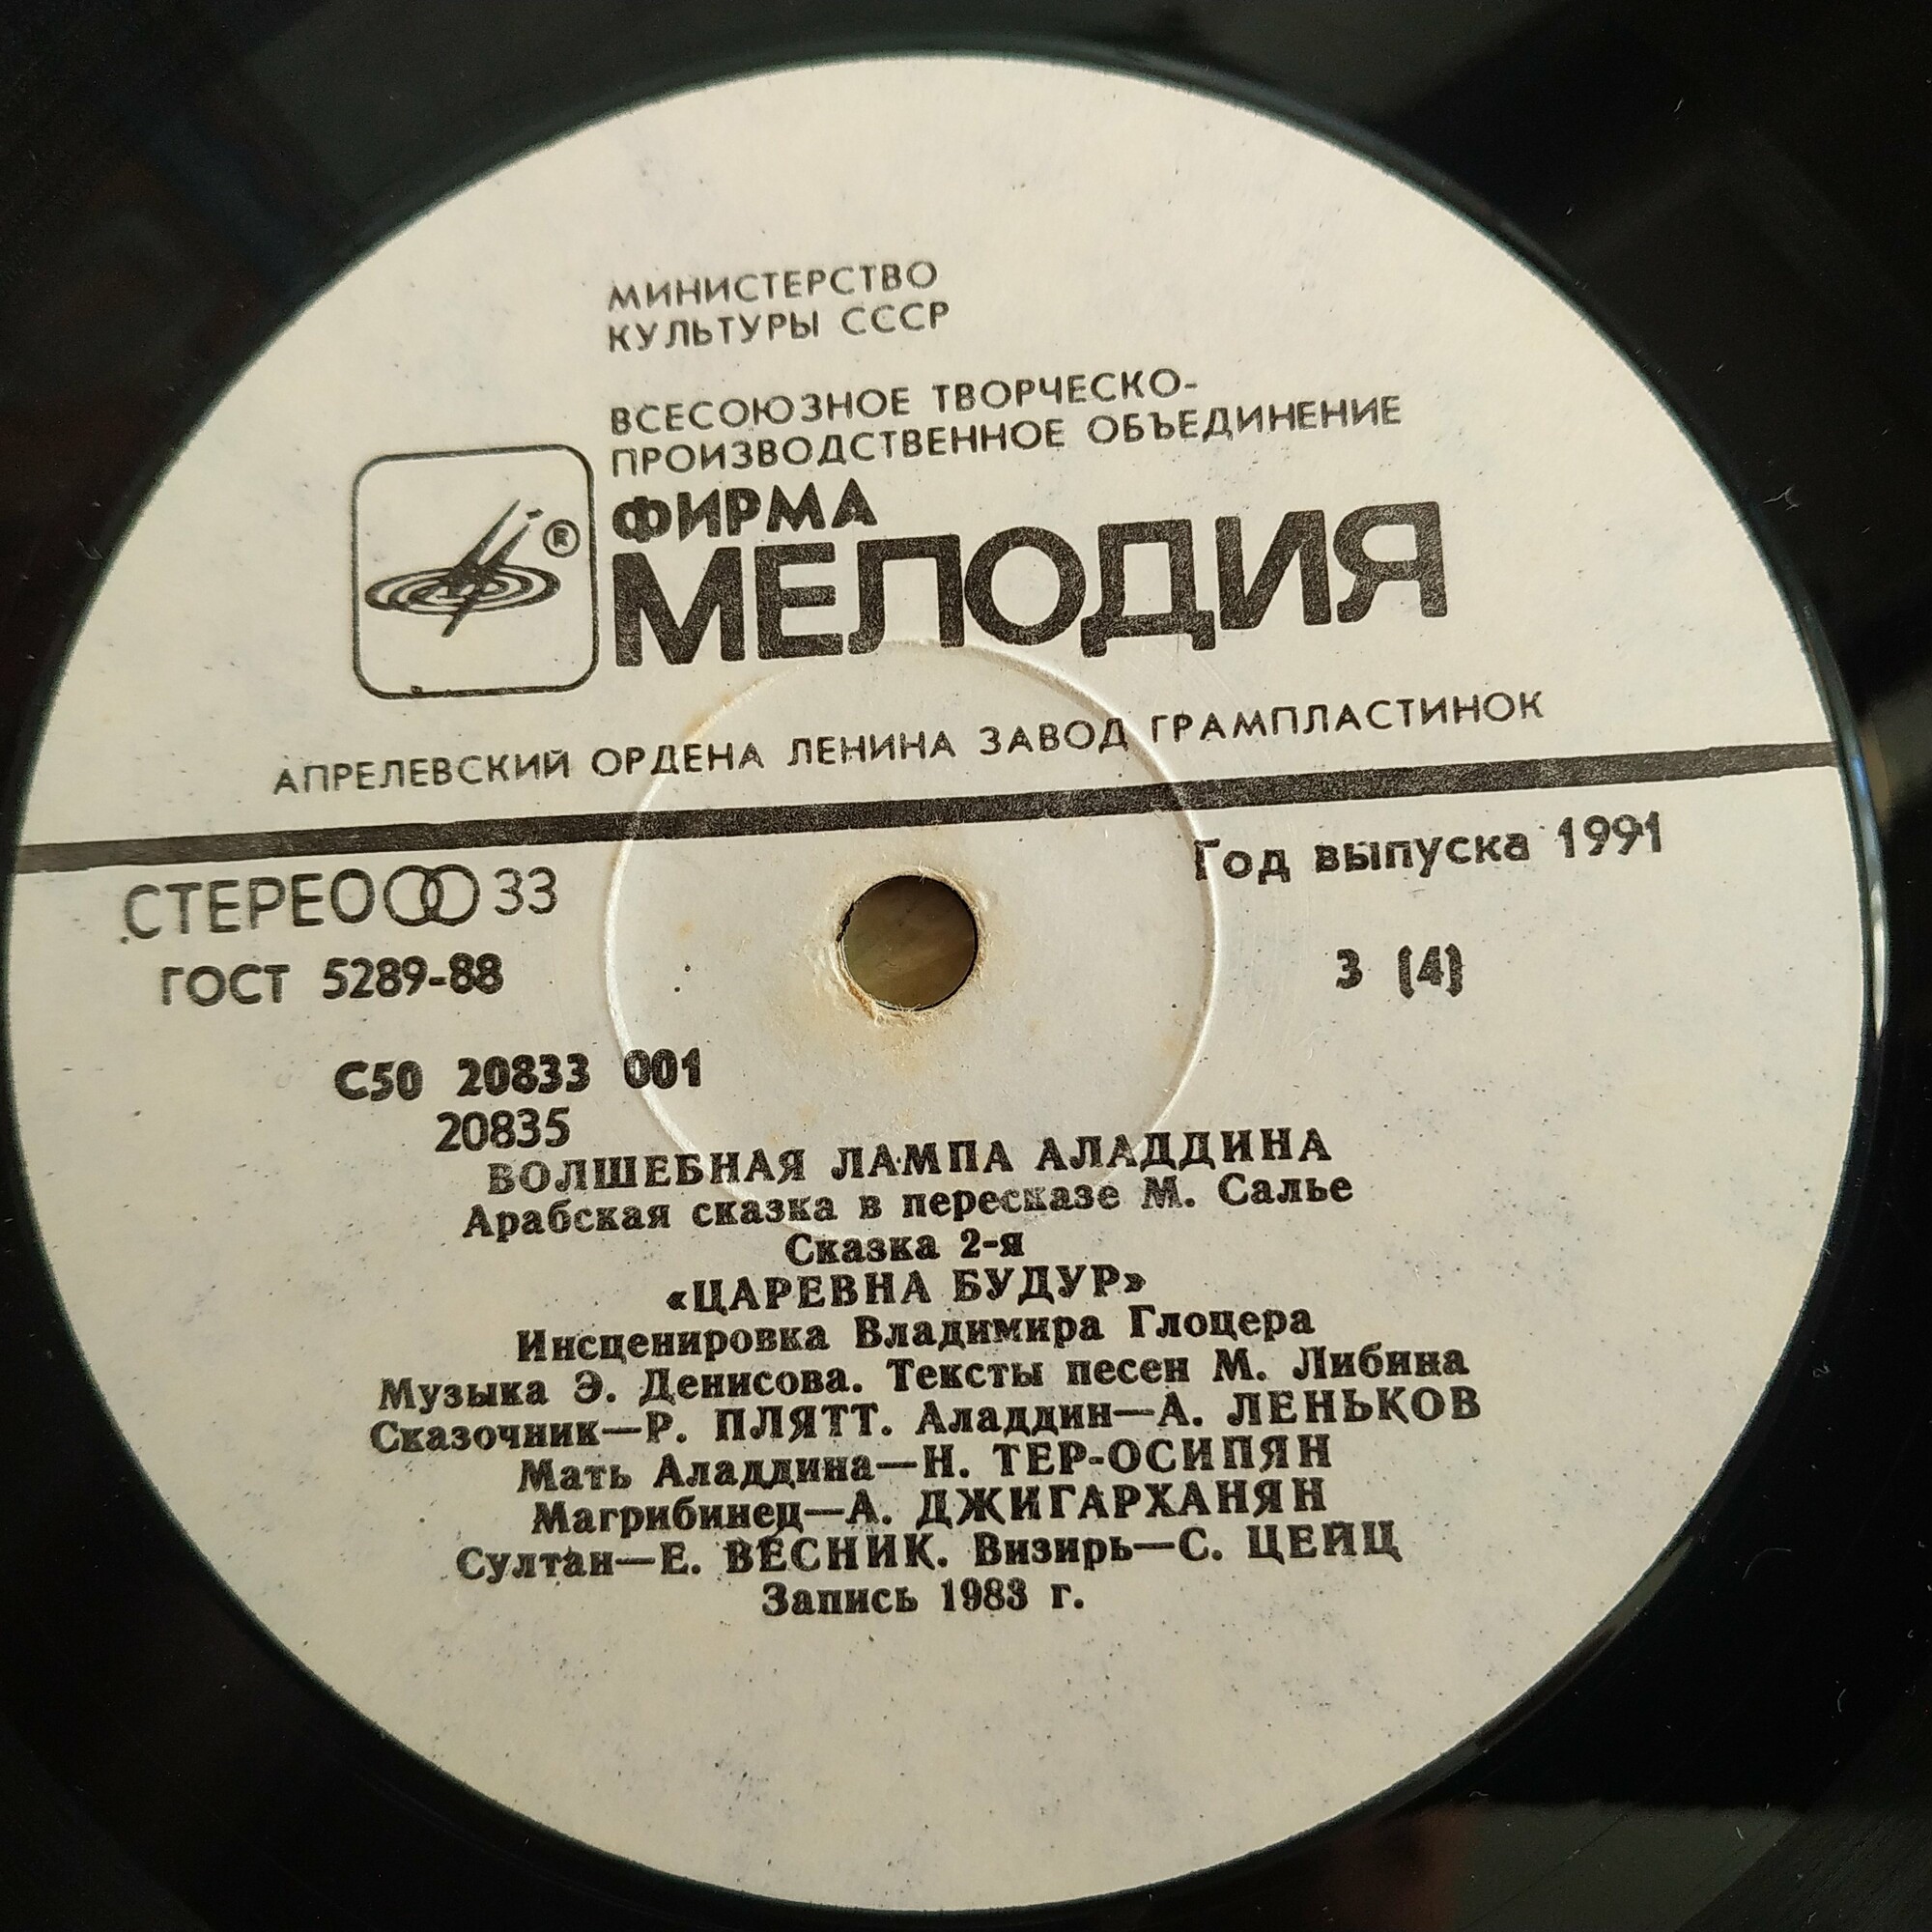 МИНИСТЕРСТВО
КУЛЬТУРЫ СССР
ВСЕСОЮЗНОЕ ТВОРЧЕСКО-
ПРОИЗВОДСТВЕННОЕ ОБЪЕДИНЕНИЕ
ФИРМА
®
МЕЛОДИЯ
АПРЕЛЕВСКИЙ ОРДЕНА ЛЕНИНА ЗАВОД ГРАМПЛАСТИНОК
СТЕРЕО 33
Год выпуска 1991
ГОСТ 5289-88
3 (4)
С50 20833 001
20835
ВОЛШЕБНАЯ ЛАМПА АЛАДДИНА
Арабская сказка в пересказе М. Салье
Сказка 2-я
«ЦАРЕВНА БУДУР»
Инсценировка Владимира Глоцера
Музыка Э. Денисова. Тексты песен М. Либина
Сказочник—Р. ПЛЯТТ. Аладдин—А. ЛЕНЬКОВ
Мать Аладдина—Н. ТЕР-ОСИПЯН
Магрибинец—А. ДЖИГАРХАНЯН
Султан—Е. ВЕСНИК. Визирь—С. ЦЕЙЦ
Запись 1983 г.